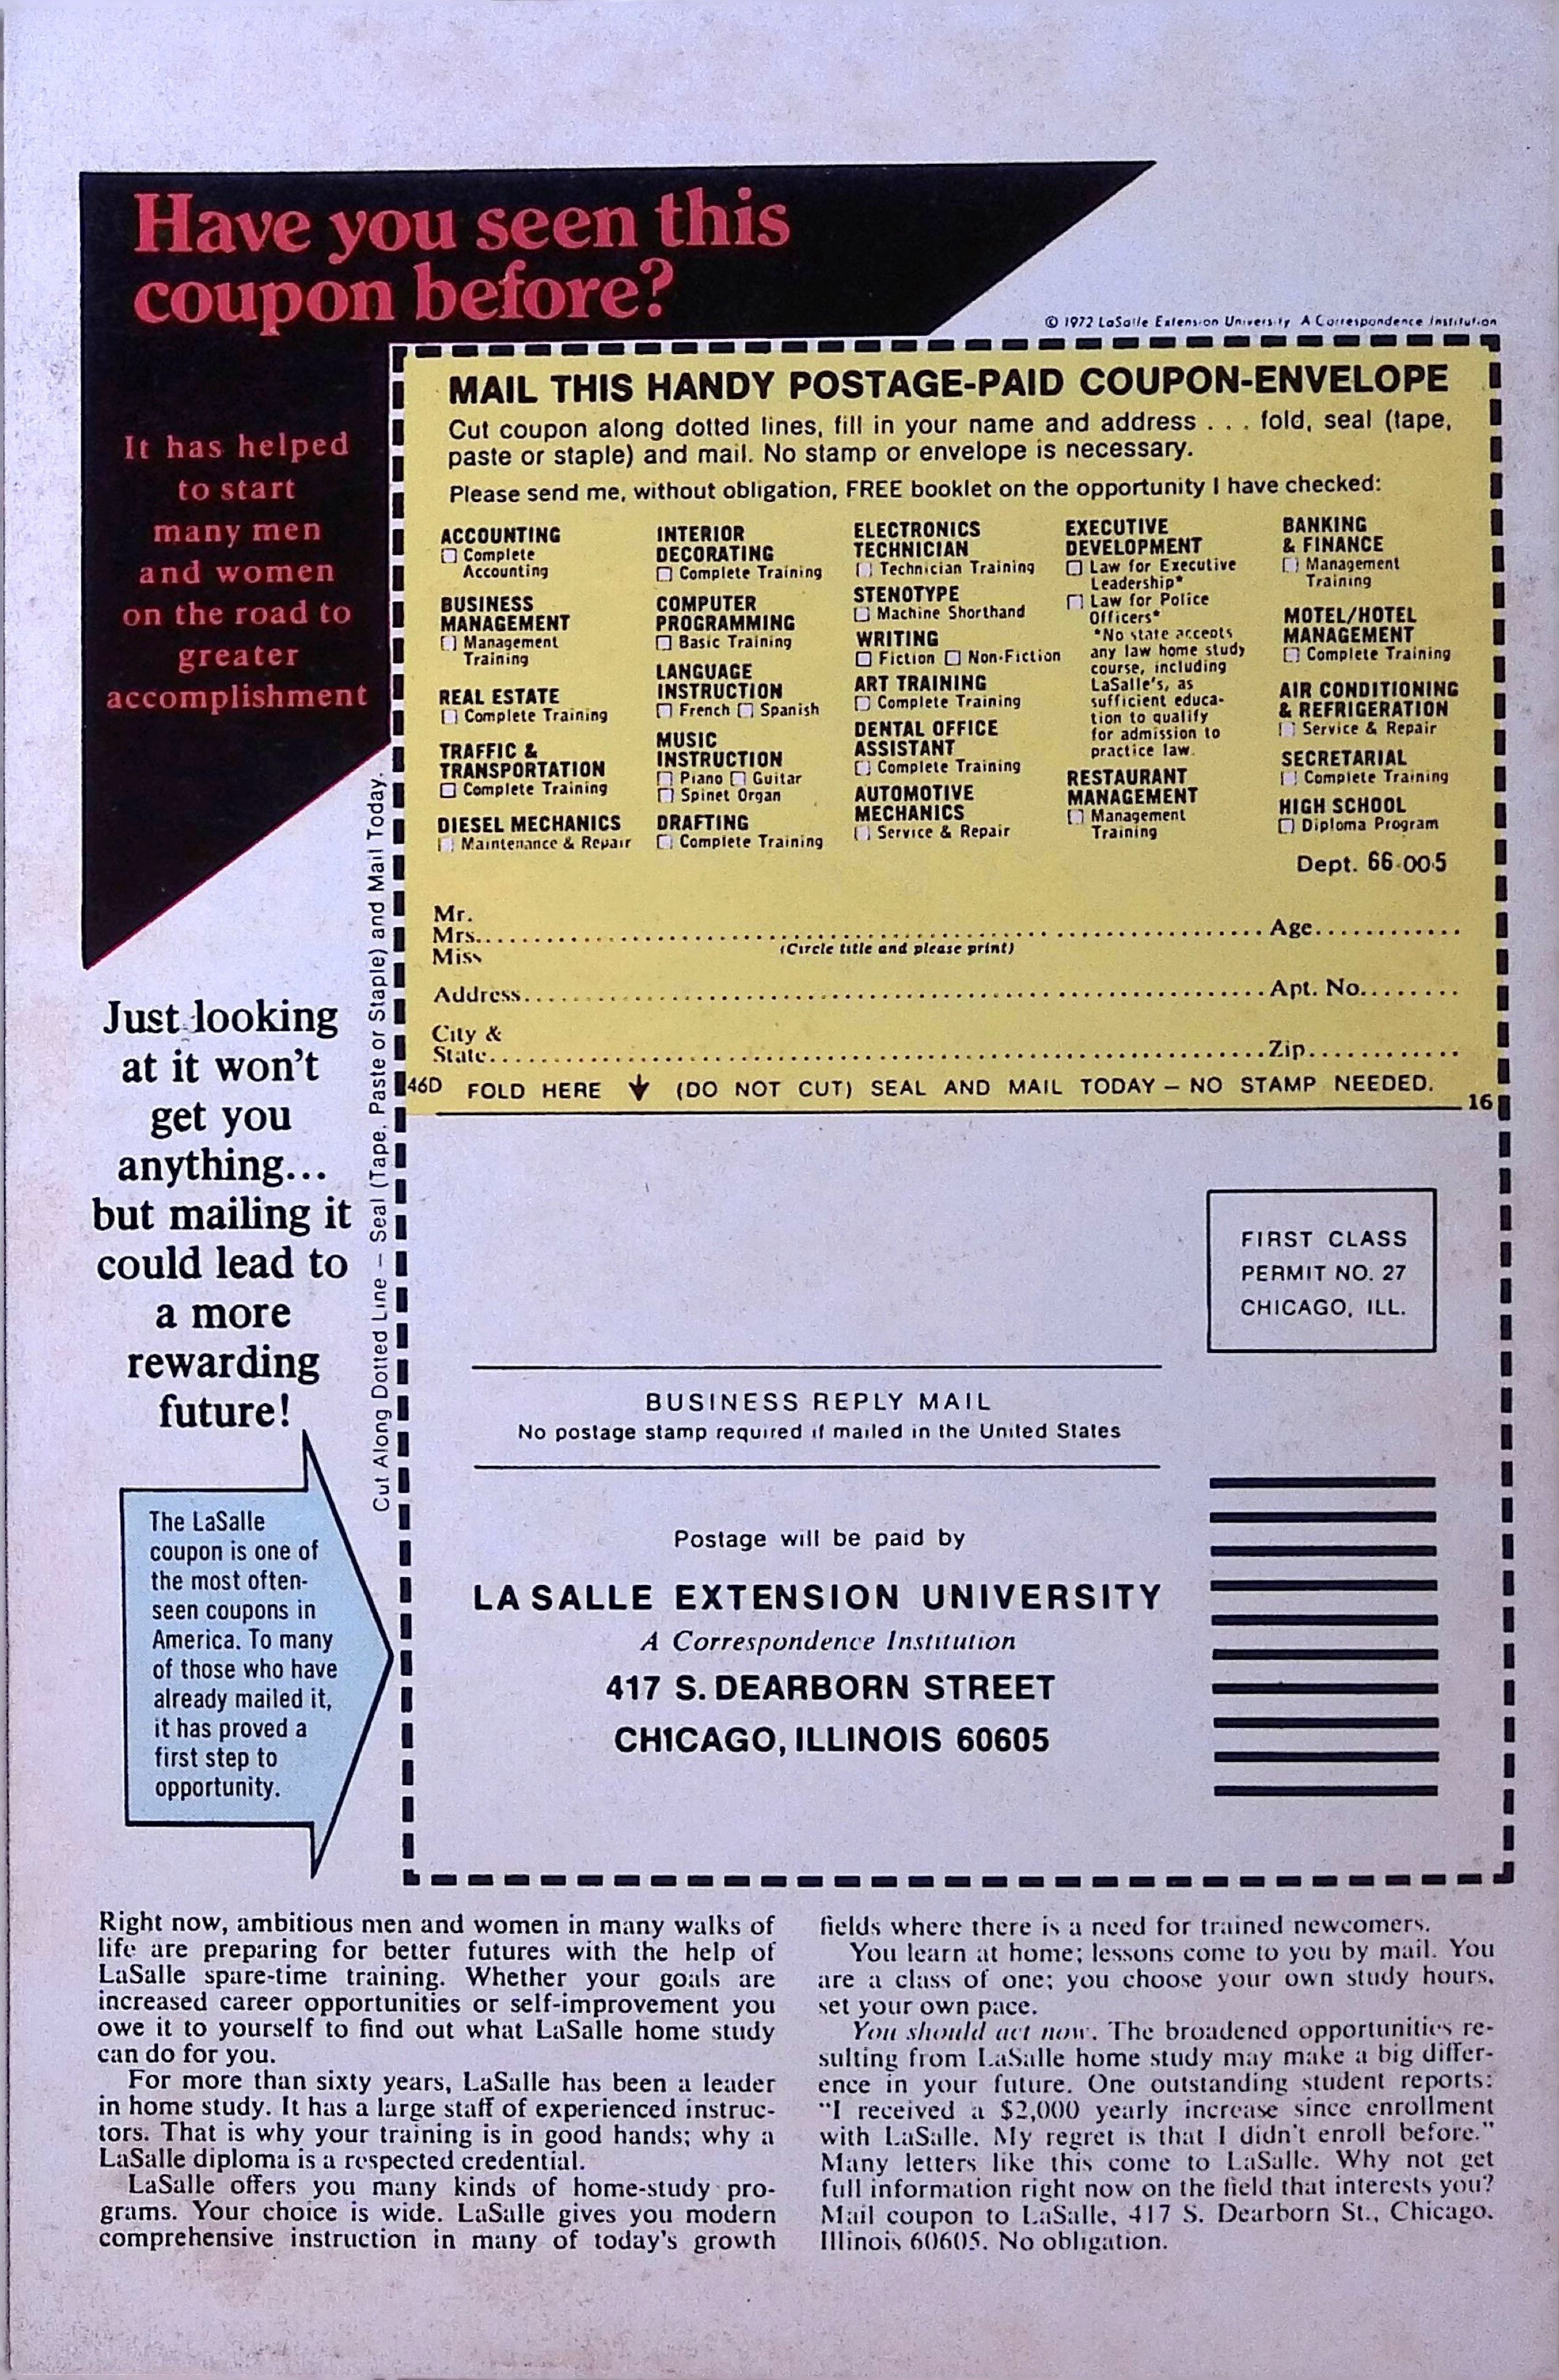 Have you seen this
coupon before?
© 1972 LaSalle Extension University A Correspondence Institution
It has helped
to start
many men
and women
on the road to
greater
accomplishment
MAIL THIS HANDY POSTAGE-PAID COUPON-ENVELOPE
Cut coupon along dotted lines, fill in your name and address . . . fold, seal (tape,
paste or staple) and mail. No stamp or envelope is necessary.
Please send me, without obligation, FREE booklet on the opportunity I have checked:
ACCOUNTING
Complete
Accounting
BUSINESS
MANAGEMENT
Management
Training
REAL ESTATE
Complete Training
TRAFFIC &
TRANSPORTATION
Complete Training
DIESEL MECHANICS
Maintenance & Repair
INTERIOR
DECORATING
Complete Training
COMPUTER
PROGRAMMING
Basic Training
LANGUAGE
INSTRUCTION
French Spanish
MUSIC
INSTRUCTION
Piano Guitar
Spinet Organ
DRAFTING
Complete Training
ELECTRONICS
TECHNICIAN
Technician Training
STENOTYPE
Machine Shorthand
WRITING
Fiction Non-Fiction
ART TRAINING
Complete Training
DENTAL OFFICE
ASSISTANT
Complete Training
AUTOMOTIVE
MECHANICS
Service & Repair
EXECUTIVE
DEVELOPMENT
Law for Executive
Leadership*
Law for Police
Officers*
*No state accepts
any law home study
course, including
LaSalle's, as
sufficient educa-
tion to qualify
for admission to
practice law.
RESTAURANT
MANAGEMENT
Management
Training
BANKING
& FINANCE
Management
Training
MOTEL/HOTEL
MANAGEMENT
Complete Training
AIR CONDITIONING
& REFRIGERATION
Service & Repair
SECRETARIAL
Complete Training
HIGH SCHOOL
Diploma Program
Dept. 66-005
Mr.
Mrs. Age
Miss
(Circle title and please print)
Address Apt. No.
City &
State Zip
46D FOLD HERE (DO NOT CUT) SEAL AND MAIL TODAY – NO STAMP NEEDED.
16
Cut Along Dotted Line – Seal (Tape, Paste or Staple) and Mail Today.
Just looking
at it won't
get you
anything...
but mailing it
could lead to
a more
rewarding
future!
The LaSalle
coupon is one of
the most often-
seen coupons in
America. To many
of those who have
already mailed it,
it has proved a
first step to
opportunity.
FIRST CLASS
PERMIT NO. 27
CHICAGO, ILL.
BUSINESS REPLY MAIL
No postage stamp required if mailed in the United States
Postage will be paid by
LA SALLE EXTENSION UNIVERSITY
A Correspondence Institution
417 S. DEARBORN STREET
CHICAGO, ILLINOIS 60605
Right now, ambitious men and women in many walks of
life are preparing for better futures with the help of
LaSalle spare-time training. Whether your goals are
increased career opportunities or self-improvement you
owe it to yourself to find out what LaSalle home study
can do for you.
For more than sixty years, LaSalle has been a leader
in home study. It has a large staff of experienced instruc-
tors. That is why your training is in good hands; why a
LaSalle diploma is a respected credential.
LaSalle offers you many kinds of home-study pro-
grams. Your choice is wide. LaSalle gives you modern
comprehensive instruction in many of today's growth
fields where there is a need for trained newcomers.
You learn at home; lessons come to you by mail. You
are a class of one; you choose your own study hours,
set your own pace.
You should act now. The broadened opportunities re-
sulting from LaSalle home study may make a big differ-
ence in your future. One outstanding student reports:
"I received a $2,000 yearly increase since enrollment
with LaSalle. My regret is that I didn't enroll before."
Many letters like this come to LaSalle. Why not get
full information right now on the field that interests you?
Mail coupon to LaSalle, 417 S. Dearborn St., Chicago,
Illinois 60605. No obligation.